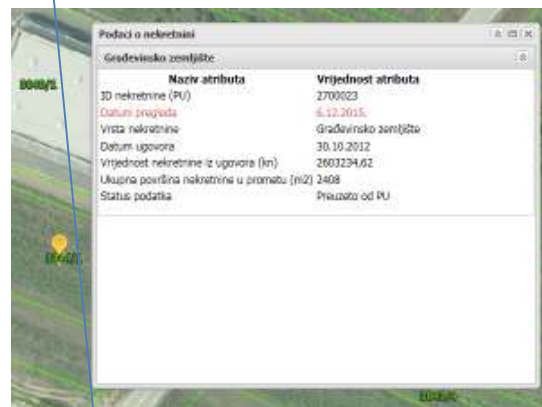 Podaci o nekretnini
Građevinsko zemljište
Naziv atributa Vrijednost atributa
ID nekretnine (PU) 2700023
Datum pregleda 6.12.2015.
Vrsta nekretnine Građevinsko zemljište
Datum ugovora 30.10.2012
Vrijednost nekretnine iz ugovora (kn) 2603234,62
Ukupna površina nekretnine u prometu (m2) 2408
Status podatka Preuzeto od PU